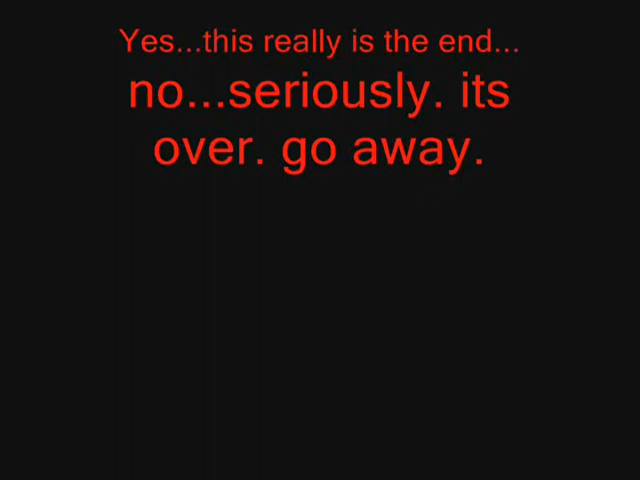 Yes...this really is the end...
no...seriously. its
over. go away.